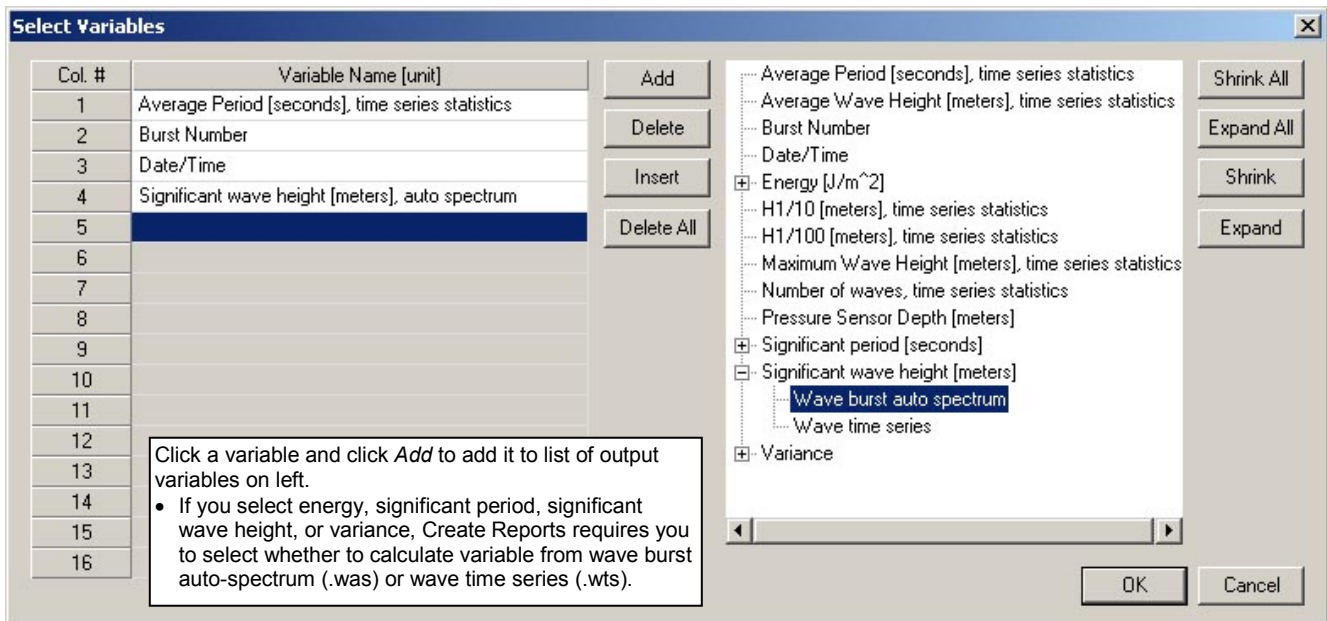 Select Variables
Col. #
Variable Name [unit]
1
Average Period [seconds], time series statistics
2
Burst Number
3
Date/Time
4
Significant wave height [meters], auto spectrum
5
6
7
8
9
10
11
12
13
14
15
16
Add
Delete
Insert
Delete All
Average Period [seconds], time series statistics
Average Wave Height [meters], time series statistics
Burst Number
Date/Time
Energy [J/m^2]
H1/10 [meters], time series statistics
H1/100 [meters], time series statistics
Maximum Wave Height [meters], time series statistics
Number of waves, time series statistics
Pressure Sensor Depth [meters]
Significant period [seconds]
Significant wave height [meters]
Wave burst auto spectrum
Wave time series
Variance
Shrink All
Expand All
Shrink
Expand
Click a variable and click Add to add it to list of output
variables on left.
• If you select energy, significant period, significant
wave height, or variance, Create Reports requires you
to select whether to calculate variable from wave burst
auto-spectrum (.was) or wave time series (.wts).
OK
Cancel